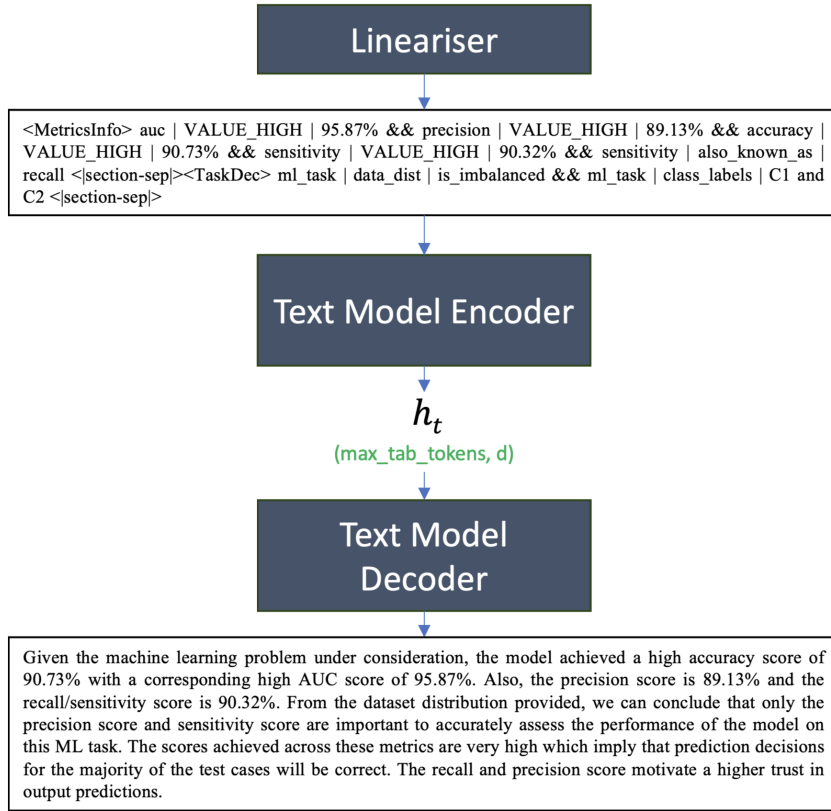 Lineariser
<MetricsInfo> auc | VALUE_HIGH | 95.87% && precision | VALUE_HIGH | 89.13% && accuracy |
VALUE_HIGH | 90.73% && sensitivity | VALUE_HIGH | 90.32% && sensitivity | also_known_as |
recall <|section-sep|><TaskDec> ml_task | data_dist | is_imbalanced && ml_task | class_labels | C1 and
C2 <|section-sep|>
Text Model Encoder
h_t
(max_tab_tokens, d)
Text Model
Decoder
Given the machine learning problem under consideration, the model achieved a high accuracy score of
90.73% with a corresponding high AUC score of 95.87%. Also, the precision score is 89.13% and the
recall/sensitivity score is 90.32%. From the dataset distribution provided, we can conclude that only the
precision score and sensitivity score are important to accurately assess the performance of the model on
this ML task. The scores achieved across these metrics are very high which imply that prediction decisions
for the majority of the test cases will be correct. The recall and precision score motivate a higher trust in
output predictions.